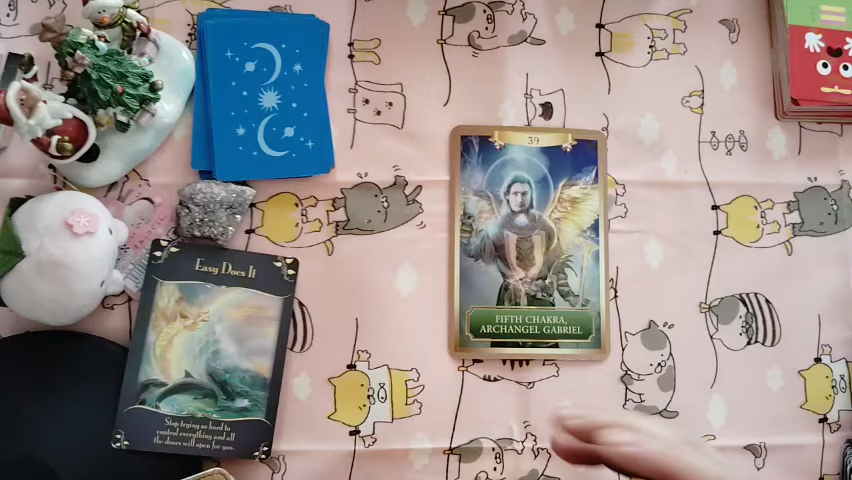 39
FIFTH CHAKRA,
ARCHANGEL GABRIEL
Easy Does It
Stop trying so hard to
control everything and all
the doors will open for you.